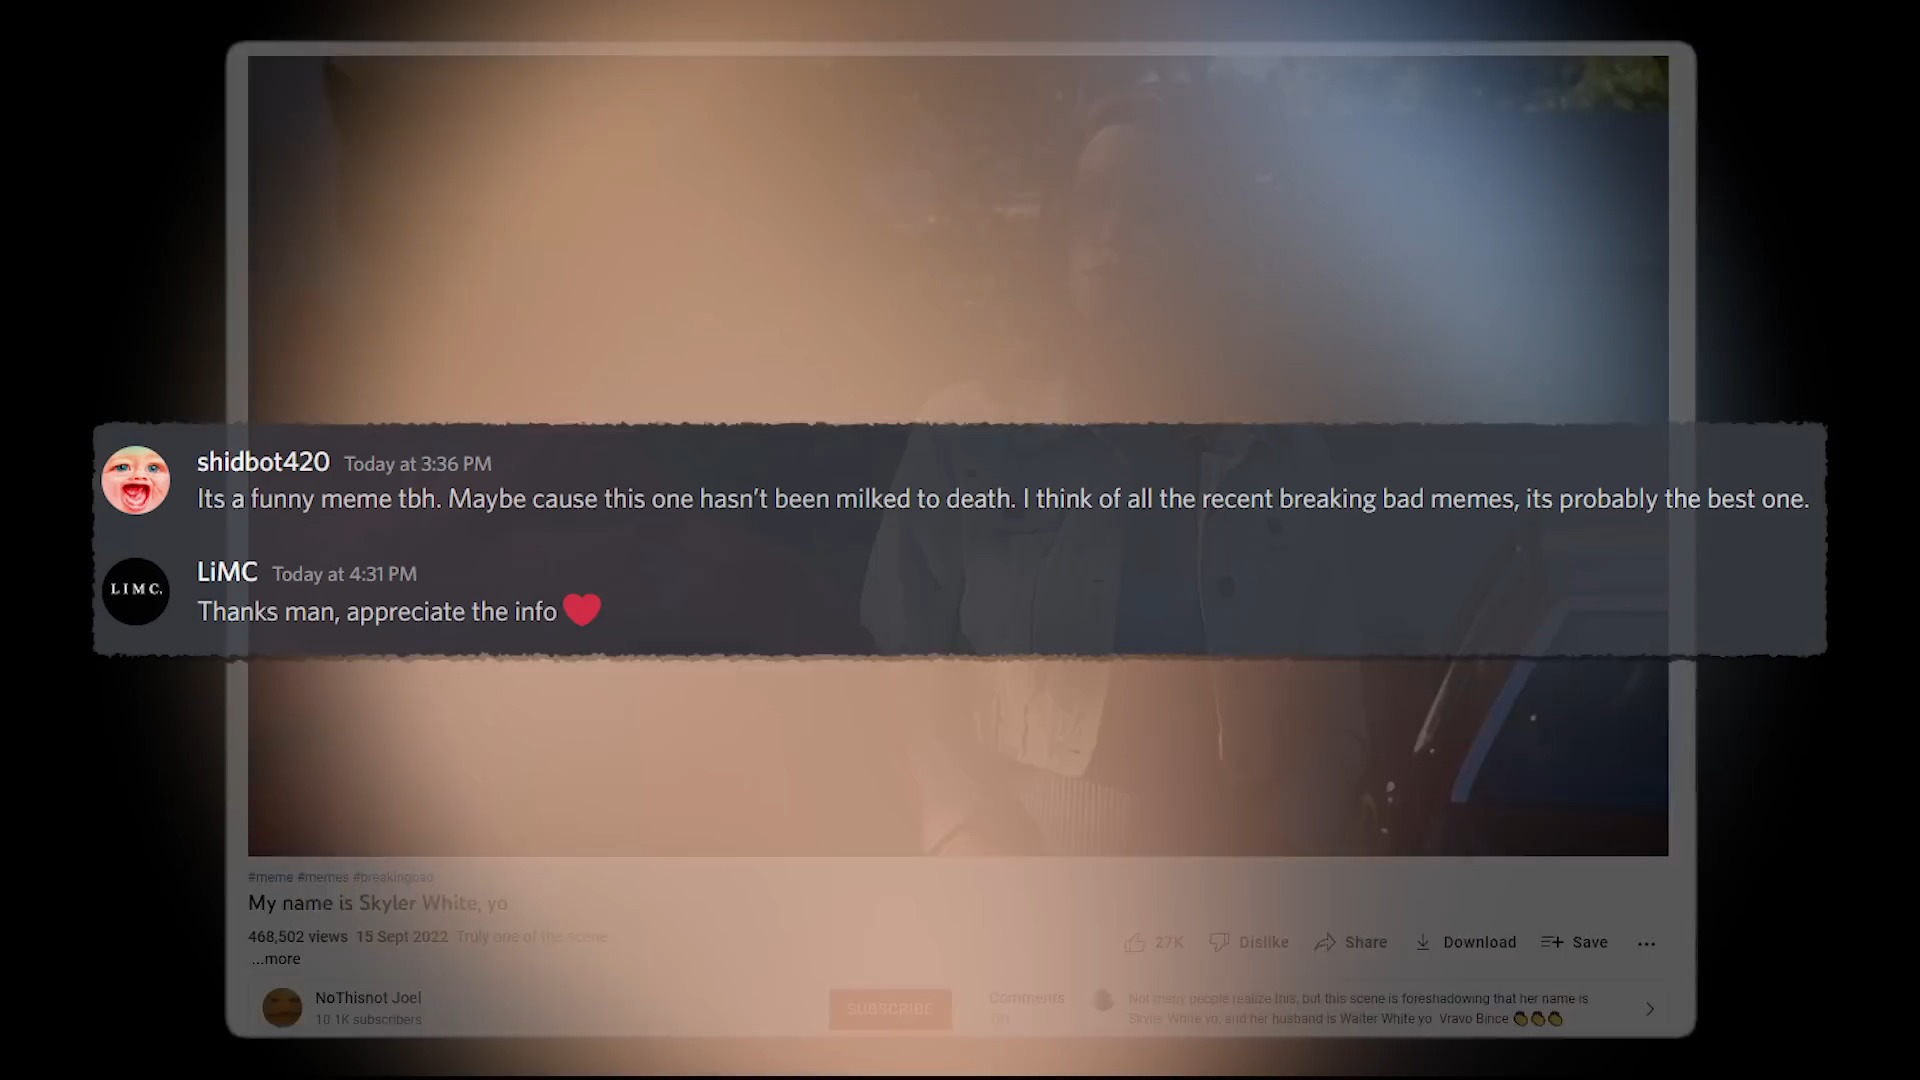 shidbot420 Today at 3:36 PM
Its a funny meme tbh. Maybe cause this one hasn't been milked to death. I think of all the recent breaking bad memes, its probably the best one.
LIMC.
LiMC Today at 4:31 PM
Thanks man, appreciate the info ❤️
#meme #memes #breakingbad
My name is Skyler White, yo
468,502 views 15 Sept 2022 Truly one of the scene
...more
27K Dislike Share Download Save ...
NoThisnot Joel
10.1K subscribers
SUBSCRIBE
Comments
Not many people realize this, but this scene is foreshadowing that her name is
Skyler White yo, and her husband is Walter White yo Vravo Bince 👏👏👏